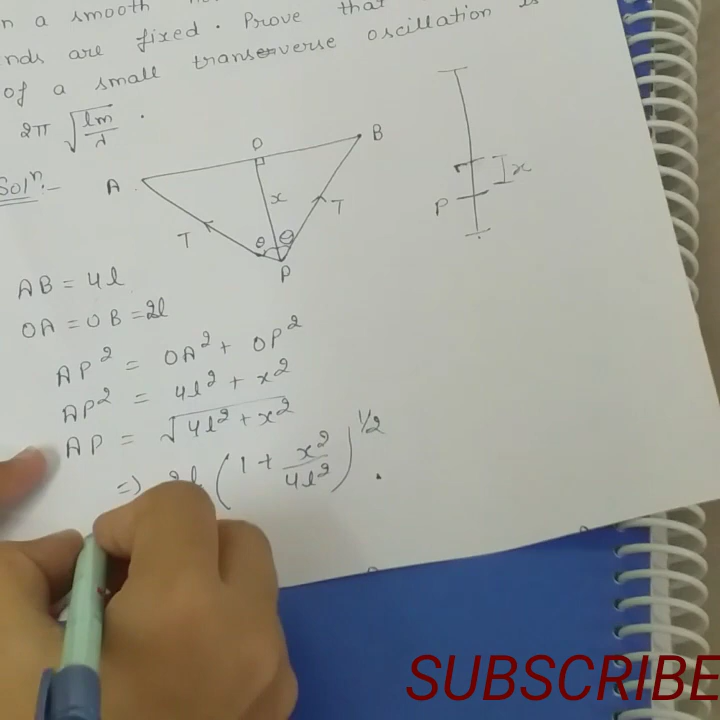 n a smooth
nds are fixed. Prove that
of a small transverse oscillation is
2π √(lm/λ) .
Solⁿ:-
A O B
x
T θ θ T
P
P x
AB = 4l
OA = OB = 2l
AP² = OA² + OP²
AP² = 4l² + x²
AP = √(4l² + x²)
=> 2l (1 + x²/4l²)^1/2 .
SUBSCRIBE